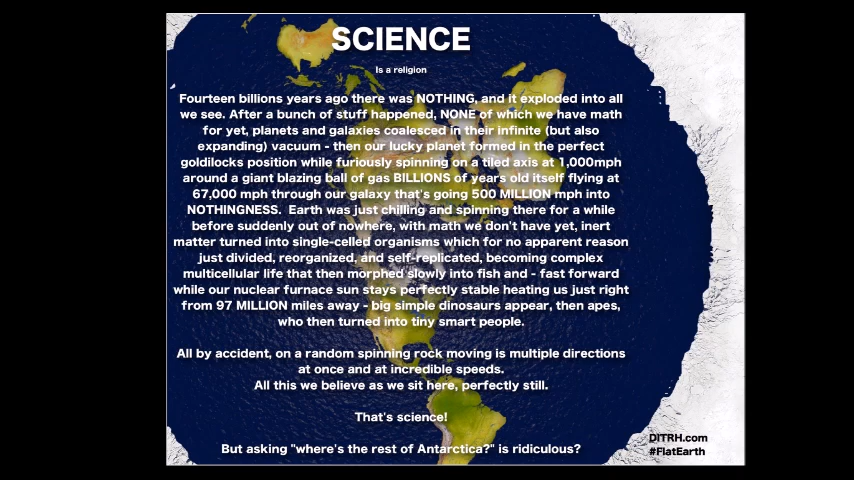 SCIENCE
Is a religion
Fourteen billions years ago there was NOTHING, and it exploded into all
we see. After a bunch of stuff happened, NONE of which we have math
for yet, planets and galaxies coalesced in their infinite (but also
expanding) vacuum - then our lucky planet formed in the perfect
goldilocks position while furiously spinning on a tiled axis at 1,000mph
around a giant blazing ball of gas BILLIONS of years old itself flying at
67,000 mph through our galaxy that's going 500 MILLION mph into
NOTHINGNESS. Earth was just chilling and spinning there for a while
before suddenly out of nowhere, with math we don't have yet, inert
matter turned into single-celled organisms which for no apparent reason
just divided, reorganized, and self-replicated, becoming complex
multicellular life that then morphed slowly into fish and - fast forward
while our nuclear furnace sun stays perfectly stable heating us just right
from 97 MILLION miles away - big simple dinosaurs appear, then apes,
who then turned into tiny smart people.
All by accident, on a random spinning rock moving is multiple directions
at once and at incredible speeds.
All this we believe as we sit here, perfectly still.
That's science!
But asking "where's the rest of Antarctica?" is ridiculous?
DITRH.com
#FlatEarth